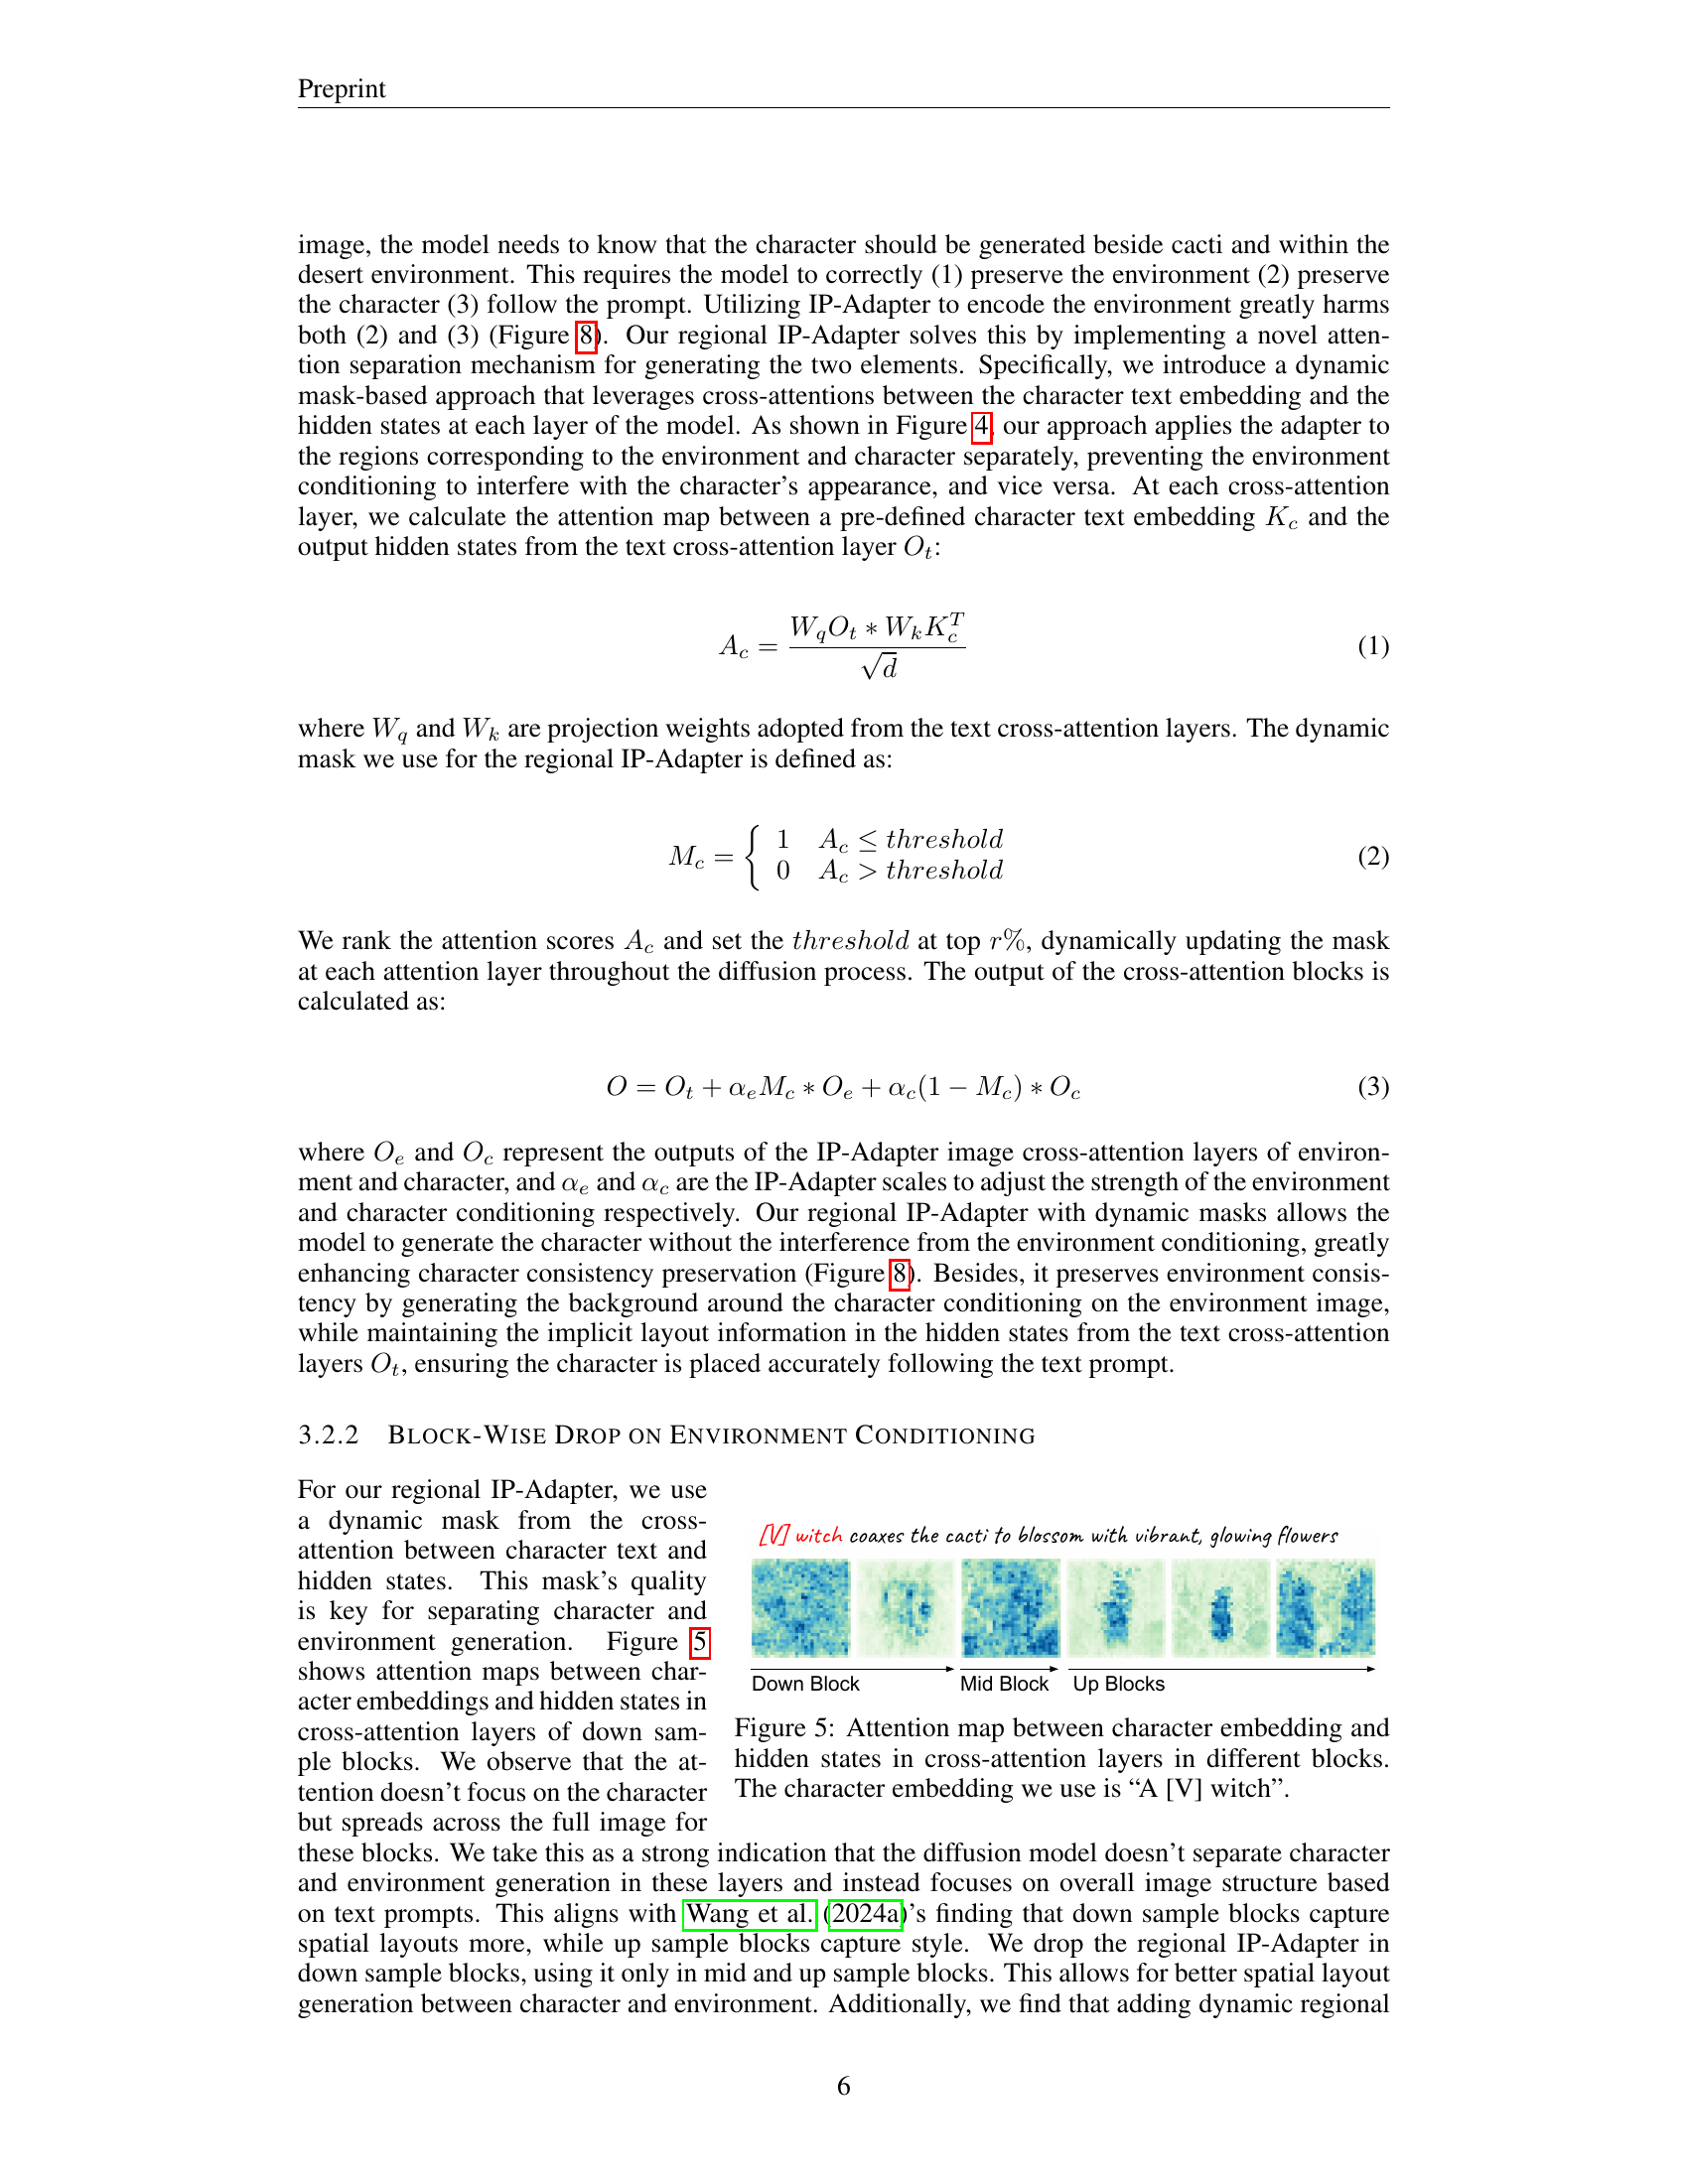 Preprint
image, the model needs to know that the character should be generated beside cacti and within the
desert environment. This requires the model to correctly (1) preserve the environment (2) preserve
the character (3) follow the prompt. Utilizing IP-Adapter to encode the environment greatly harms
both (2) and (3) (Figure 8). Our regional IP-Adapter solves this by implementing a novel atten-
tion separation mechanism for generating the two elements. Specifically, we introduce a dynamic
mask-based approach that leverages cross-attentions between the character text embedding and the
hidden states at each layer of the model. As shown in Figure 4, our approach applies the adapter to
the regions corresponding to the environment and character separately, preventing the environment
conditioning to interfere with the character's appearance, and vice versa. At each cross-attention
layer, we calculate the attention map between a pre-defined character text embedding K_c and the
output hidden states from the text cross-attention layer O_t:
A_c = \frac{W_q O_t * W_k K_c^T}{\sqrt{d}} (1)
where W_q and W_k are projection weights adopted from the text cross-attention layers. The dynamic
mask we use for the regional IP-Adapter is defined as:
M_c = { 1 A_c ≤ threshold
0 A_c > threshold (2)
We rank the attention scores A_c and set the threshold at top r%, dynamically updating the mask
at each attention layer throughout the diffusion process. The output of the cross-attention blocks is
calculated as:
O = O_t + α_e M_c * O_e + α_c(1 − M_c) * O_c (3)
where O_e and O_c represent the outputs of the IP-Adapter image cross-attention layers of environ-
ment and character, and α_e and α_c are the IP-Adapter scales to adjust the strength of the environment
and character conditioning respectively. Our regional IP-Adapter with dynamic masks allows the
model to generate the character without the interference from the environment conditioning, greatly
enhancing character consistency preservation (Figure 8). Besides, it preserves environment consis-
tency by generating the background around the character conditioning on the environment image,
while maintaining the implicit layout information in the hidden states from the text cross-attention
layers O_t, ensuring the character is placed accurately following the text prompt.
3.2.2 BLOCK-WISE DROP ON ENVIRONMENT CONDITIONING
For our regional IP-Adapter, we use
a dynamic mask from the cross-
attention between character text and
hidden states. This mask's quality
is key for separating character and
environment generation. Figure 5
shows attention maps between char-
acter embeddings and hidden states in
cross-attention layers of down sam-
ple blocks. We observe that the at-
tention doesn't focus on the character
but spreads across the full image for
[V] witch coaxes the cacti to blossom with vibrant, glowing flowers
Down Block Mid Block Up Blocks
Figure 5: Attention map between character embedding and
hidden states in cross-attention layers in different blocks.
The character embedding we use is “A [V] witch”.
these blocks. We take this as a strong indication that the diffusion model doesn't separate character
and environment generation in these layers and instead focuses on overall image structure based
on text prompts. This aligns with Wang et al. (2024a)'s finding that down sample blocks capture
spatial layouts more, while up sample blocks capture style. We drop the regional IP-Adapter in
down sample blocks, using it only in mid and up sample blocks. This allows for better spatial layout
generation between character and environment. Additionally, we find that adding dynamic regional
6